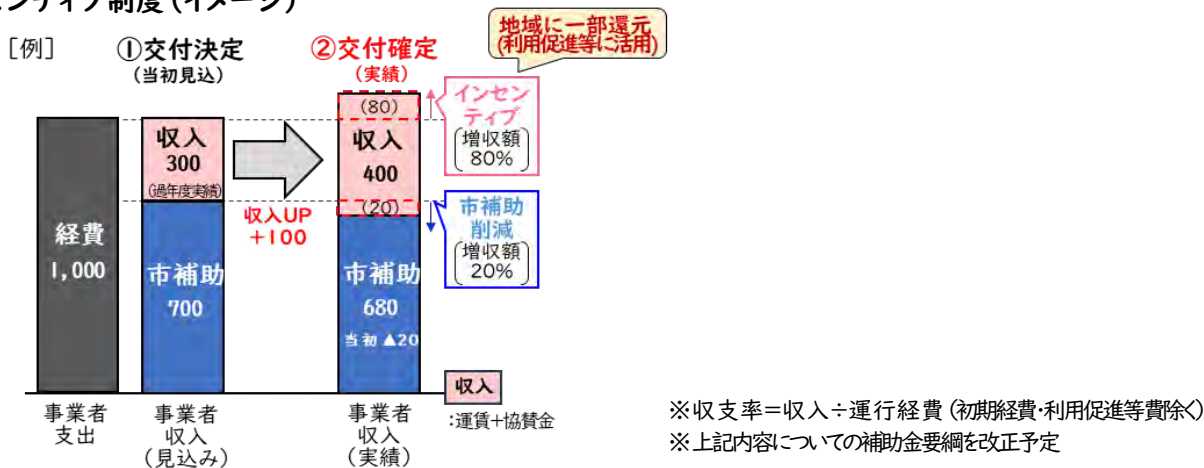 ンティブ制度(イメージ)
[例]
①交付決定
(当初見込)
②交付確定
(実績)
地域に一部還元
(利用促進等に活用)
経費
1,000
収入
300
(過年度実績)
市補助
700
収入UP
+100
(80)
収入
400
(20)
市補助
680
当初▲20
インセン
ティブ
増収額
80%
市補助
削減
増収額
20%
収入
:運賃+協賛金
事業者
支出
事業者
収入
(見込み)
事業者
収入
(実績)
※収支率=収入÷運行経費(初期経費・利用促進等費除く)
※上記内容についての補助金要綱を改正予定